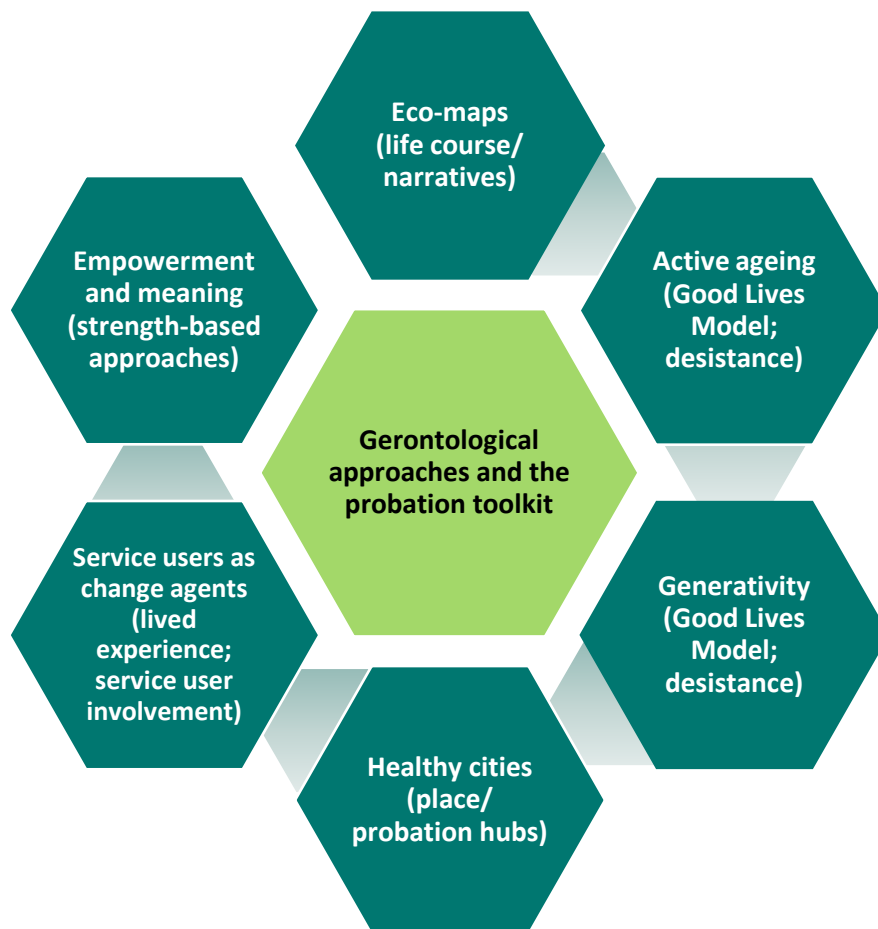 Eco-maps
(life course/
narratives)
Empowerment
and meaning
(strength-based
approaches)
Active ageing
(Good Lives
Model;
desistance)
Gerontological
approaches and the
probation toolkit
Service users as
change agents
(lived
experience;
service user
involvement)
Generativity
(Good Lives
Model;
desistance)
Healthy cities
(place/
probation hubs)